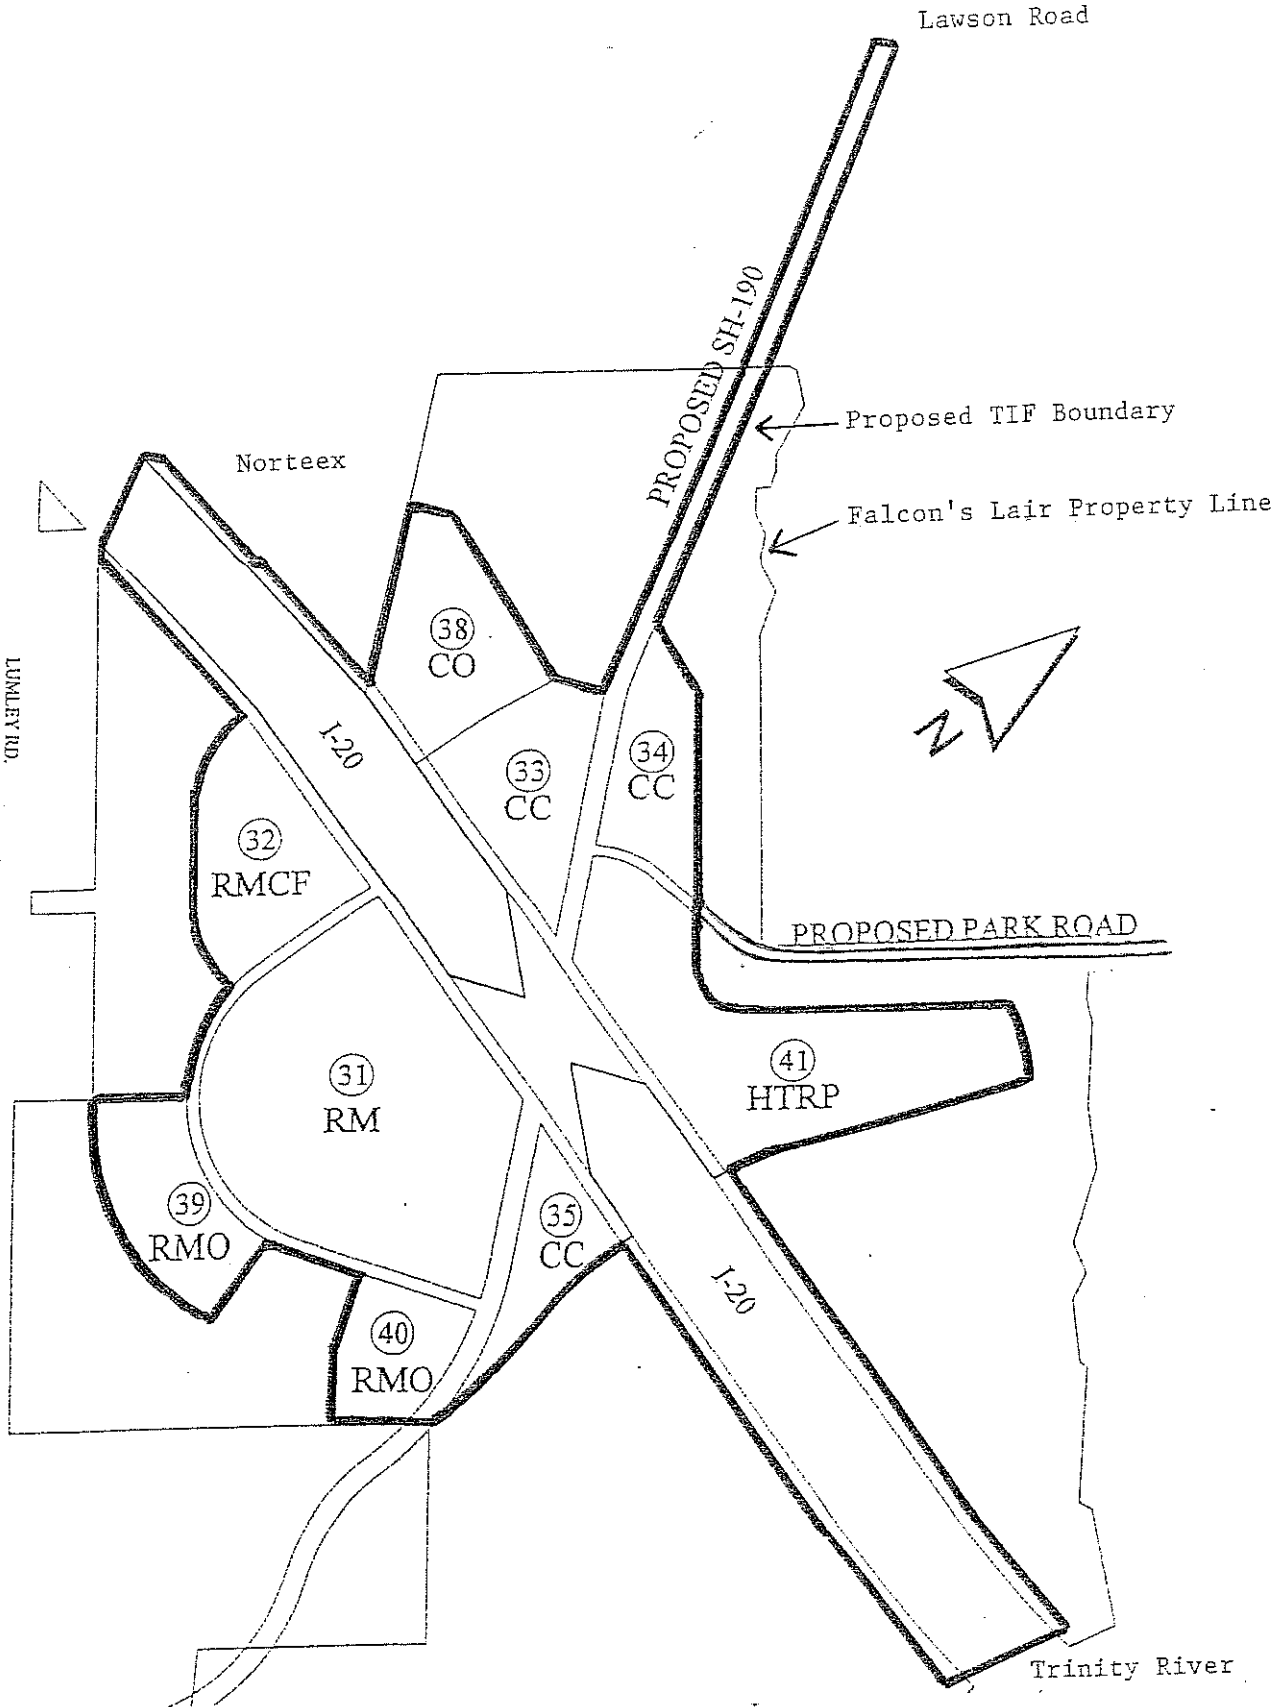 Lawson Road
PROPOSED SH-190
Proposed TIF Boundary
Norteex
Falcon's Lair Property Line
38
CO
N
LUMLEY RD.
I-20
33
CC
34
CC
32
RMCF
PROPOSED PARK ROAD
31
RM
41
HTRP
39
RMO
35
CC
I-20
40
RMO
Trinity River